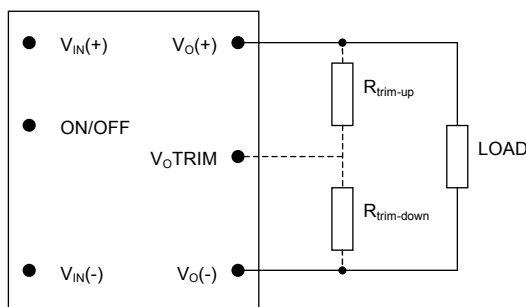 V_IN(+)
V_O(+)
R_trim-up
ON/OFF
LOAD
V_OTRIM
R_trim-down
V_IN(-)
V_O(-)